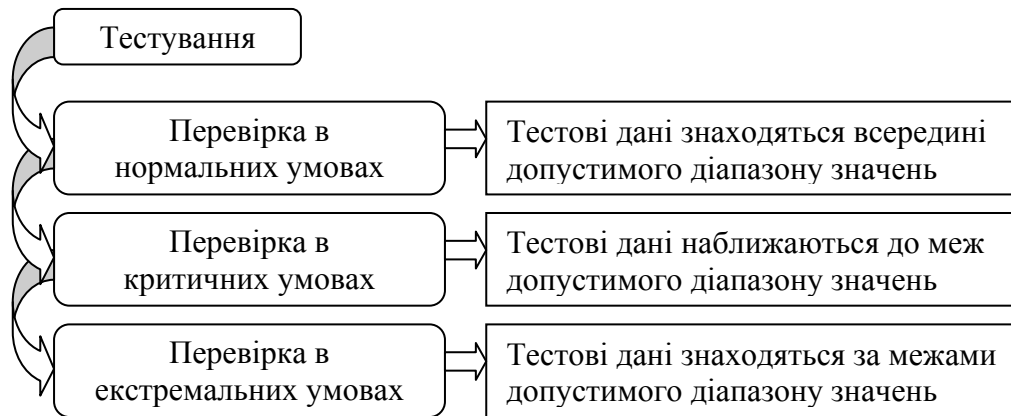 Тестування
Перевірка в
нормальних умовах
Тестові дані знаходяться всередині
допустимого діапазону значень
Перевірка в
критичних умовах
Тестові дані наближаються до меж
допустимого діапазону значень
Перевірка в
екстремальних умовах
Тестові дані знаходяться за межами
допустимого діапазону значень